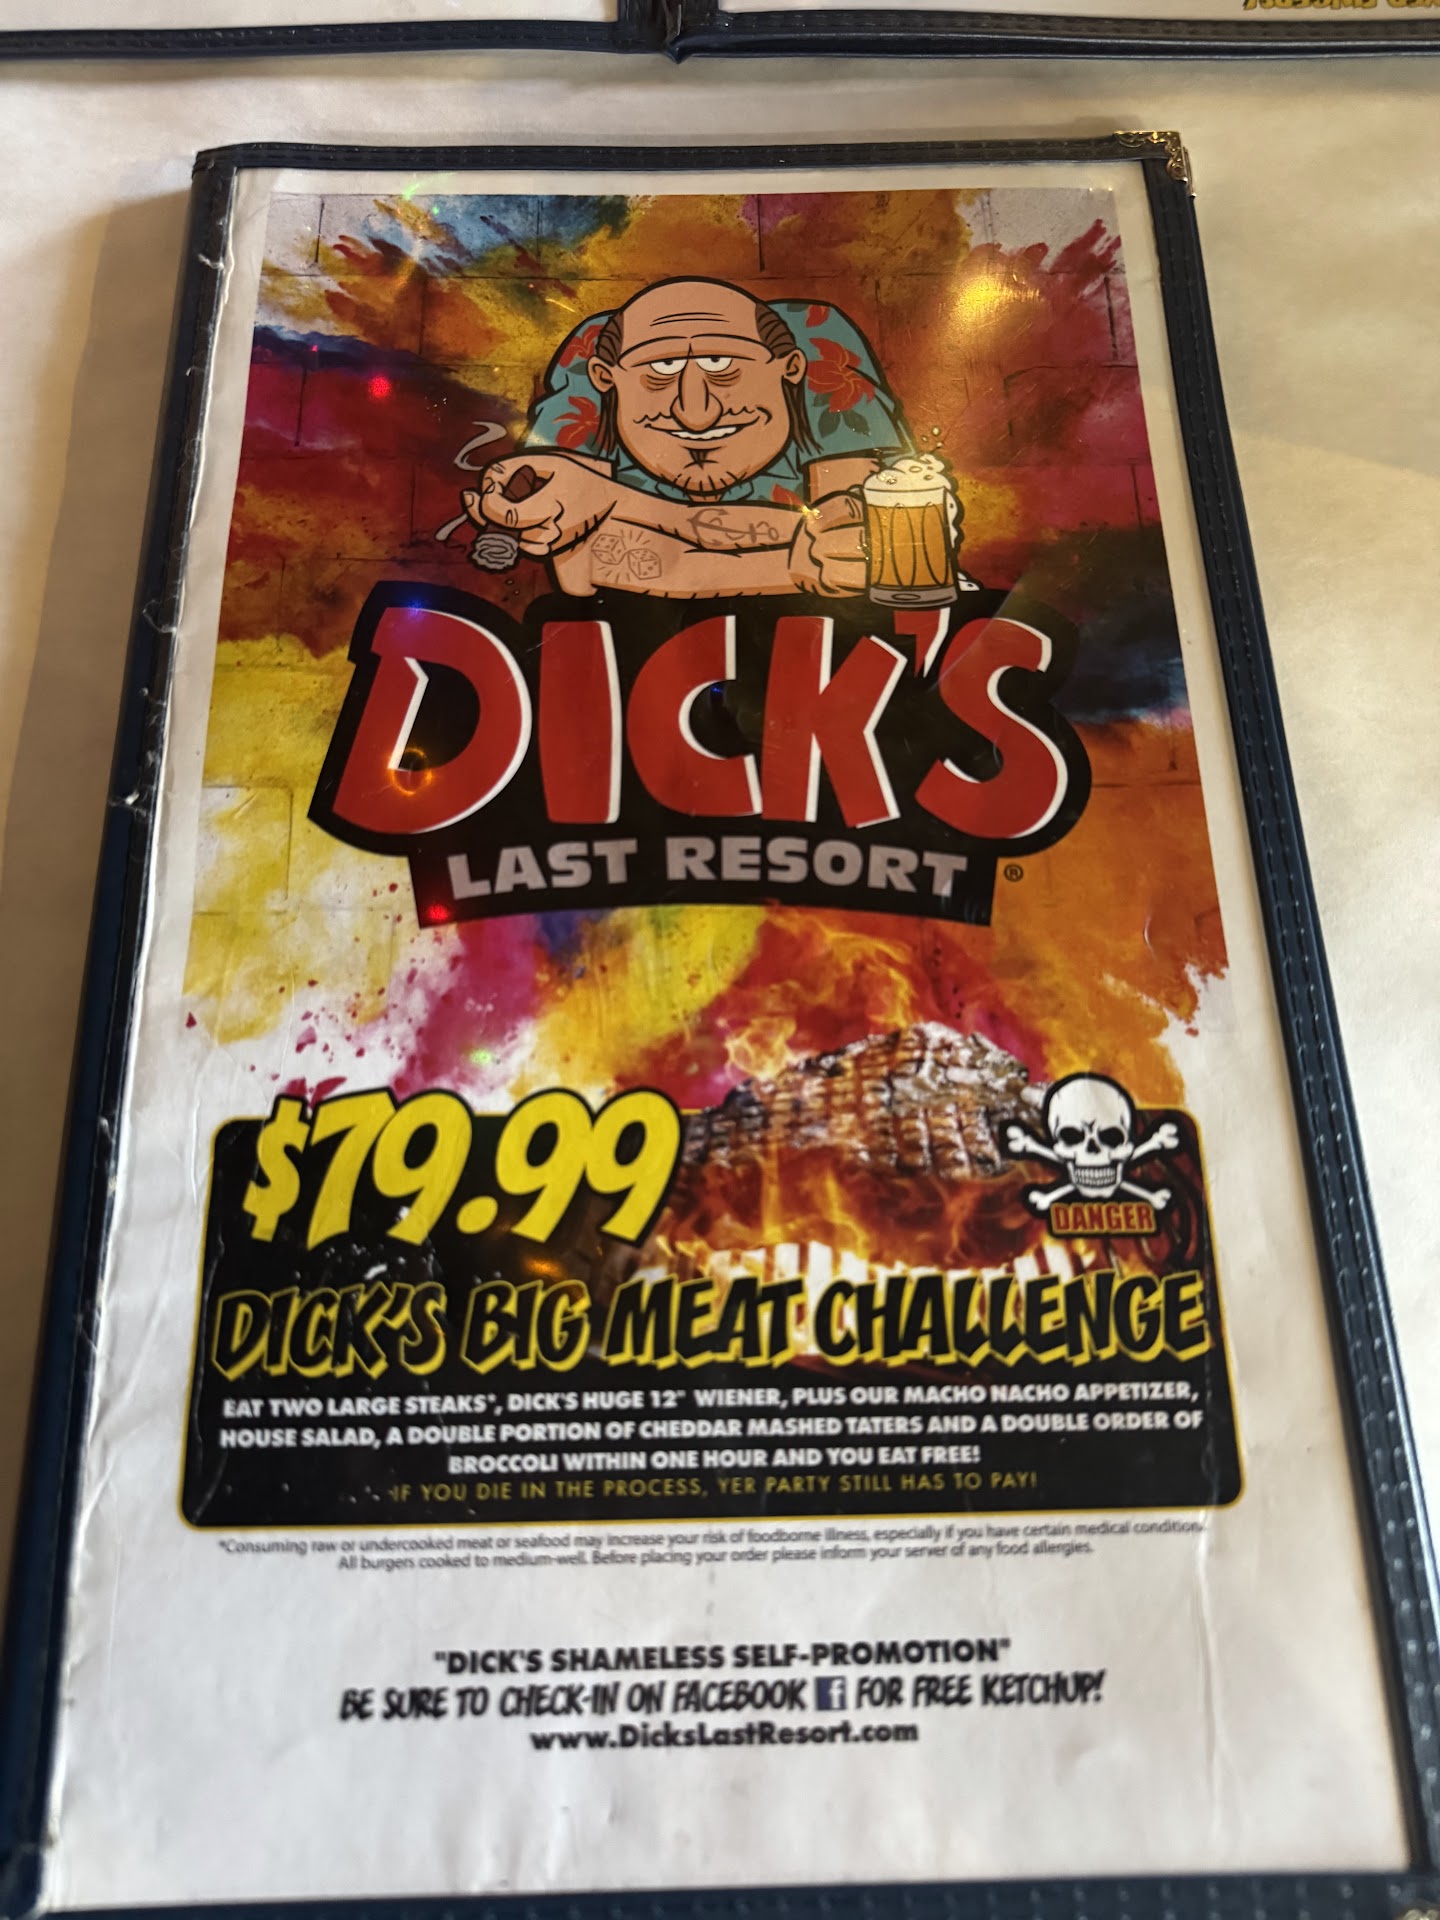 DICK'S
LAST RESORT ®
$79.99
DANGER
DICK'S BIG MEAT CHALLENGE
EAT TWO LARGE STEAKS*, DICK'S HUGE 12" WIENER, PLUS OUR MACHO NACHO APPETIZER,
HOUSE SALAD, A DOUBLE PORTION OF CHEDDAR MASHED TATERS AND A DOUBLE ORDER OF
BROCCOLI WITHIN ONE HOUR AND YOU EAT FREE!
IF YOU DIE IN THE PROCESS, YER PARTY STILL HAS TO PAY!
*Consuming raw or undercooked meat or seafood may increase your risk of foodborne illness, especially if you have certain medical conditions.
All burgers cooked to medium-well. Before placing your order please inform your server of any food allergies.
"DICK'S SHAMELESS SELF-PROMOTION"
BE SURE TO CHECK-IN ON FACEBOOK f FOR FREE KETCHUP!
www.DicksLastResort.com